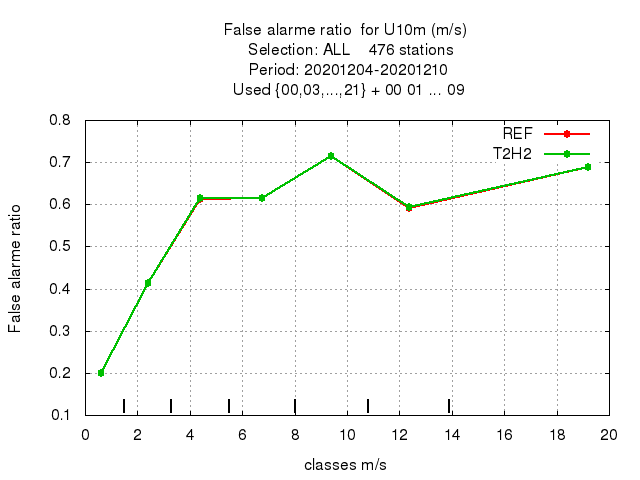 False alarme ratio  for U10m (m/s)
Selection: ALL    476 stations
Period: 20201204-20201210
Used {00,03,...,21} + 00 01 ... 09
REF
T2H2
0.8
0.7
0.6
0.5
0.4
0.3
0.2
0.1
False alarme ratio
0 2 4 6 8 10 12 14 16 18 20
classes m/s